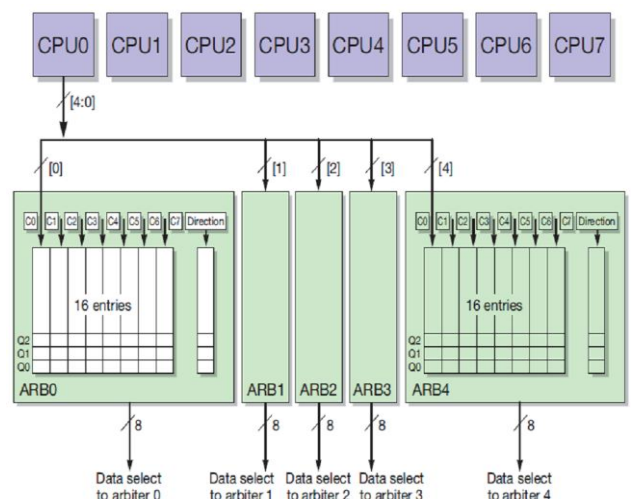 CPU0 CPU1 CPU2 CPU3 CPU4 CPU5 CPU6 CPU7
[4:0]
[0] [1] [2] [3] [4]
C0 C1 C2 C3 C4 C5 C6 C7 Direction C0 C1 C2 C3 C4 C5 C6 C7 Direction
16 entries 16 entries
Q2 Q2
Q1 Q1
Q0 Q0
ARB0 ARB1 ARB2 ARB3 ARB4
8 8 8 8 8
Data select Data select Data select Data select Data select
to arbiter 0 to arbiter 1 to arbiter 2 to arbiter 3 to arbiter 4